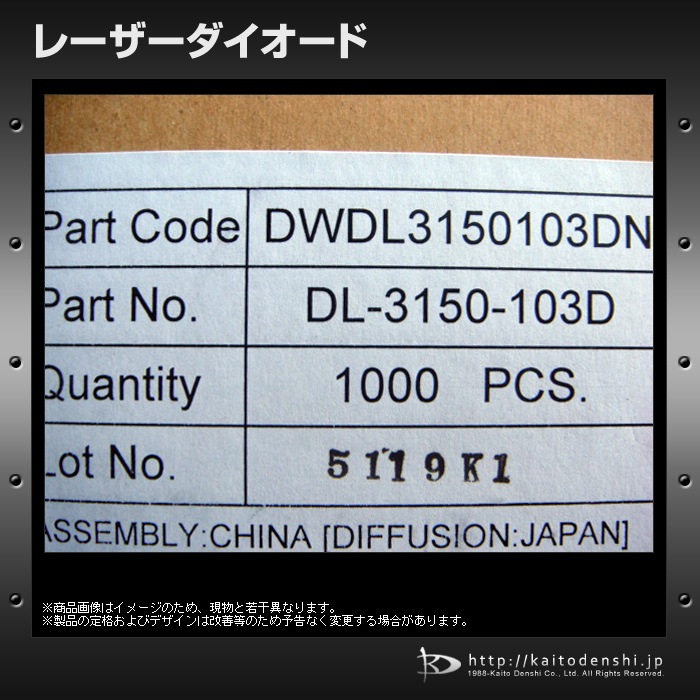 レーザーダイオード
Part Code DWDL3150103DN
Part No. DL-3150-103D
Quantity 1000 PCS.
Lot No. 5119K1
ASSEMBLY:CHINA [DIFFUSION:JAPAN]
※商品画像はイメージのため、現物と若干異なります。
※製品の定格およびデザインは改善等のため予告なく変更する場合があります。
http://kaitodenshi.jp
1988-Kaito Denshi Co., Ltd. All Rights Reserved.